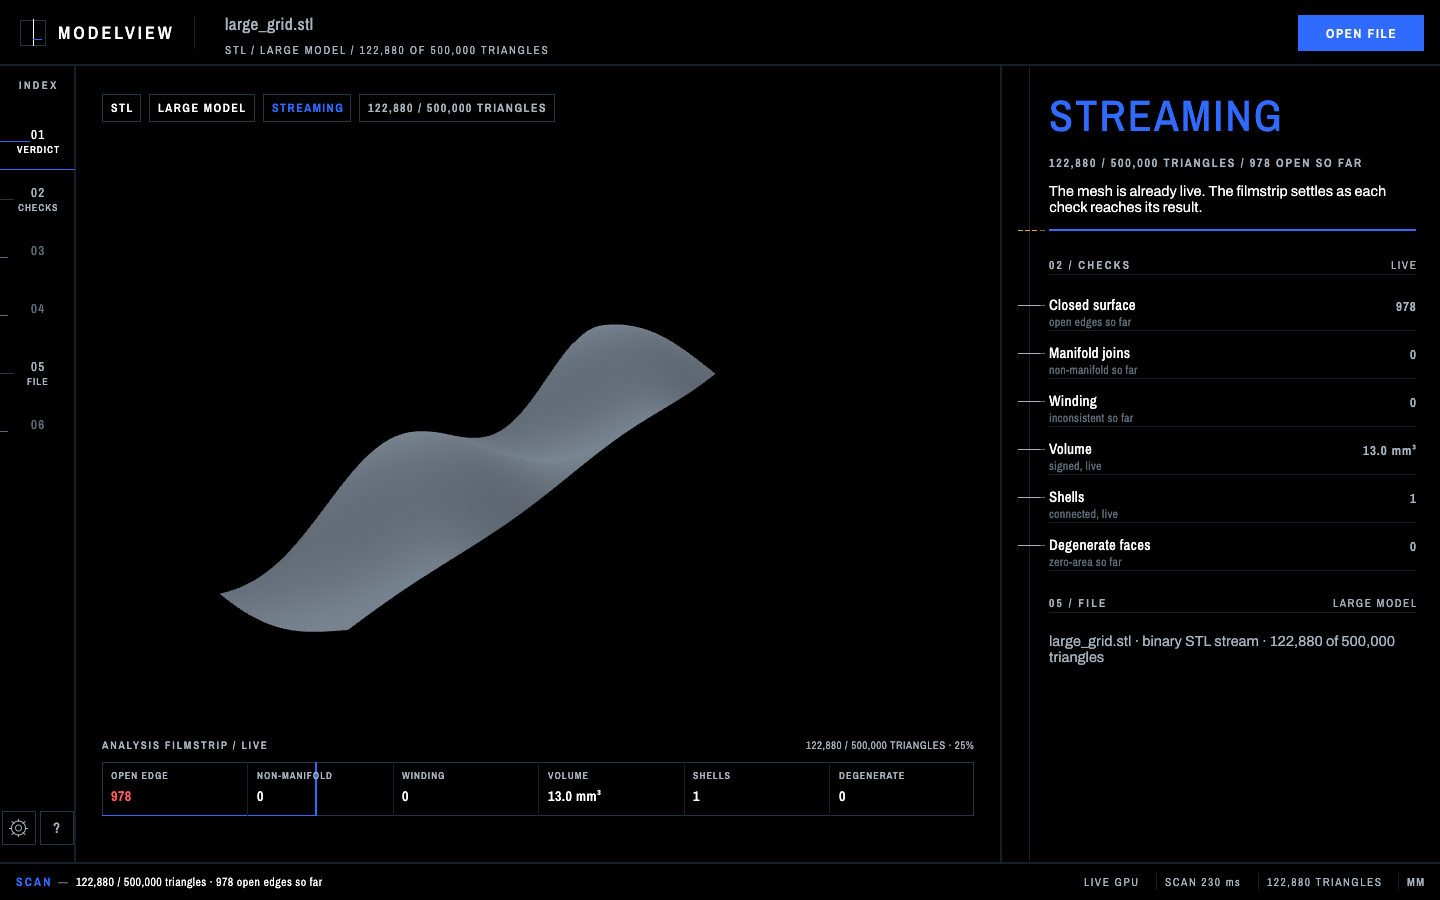 MODELVIEW
large_grid.stl
STL / LARGE MODEL / 122,880 OF 500,000 TRIANGLES
OPEN FILE
INDEX
01
VERDICT
02
CHECKS
03
04
05
FILE
06
?
STL
LARGE MODEL
STREAMING
122,880 / 500,000 TRIANGLES
ANALYSIS FILMSTRIP / LIVE
122,880 / 500,000 TRIANGLES · 25%
OPEN EDGE
978
NON-MANIFOLD
0
WINDING
0
VOLUME
13.0 mm³
SHELLS
1
DEGENERATE
0
STREAMING
122,880 / 500,000 TRIANGLES / 978 OPEN SO FAR
The mesh is already live. The filmstrip settles as each
check reaches its result.
02 / CHECKS
LIVE
Closed surface
978
open edges so far
Manifold joins
0
non-manifold so far
Winding
0
inconsistent so far
Volume
13.0 mm³
signed, live
Shells
1
connected, live
Degenerate faces
0
zero-area so far
05 / FILE
LARGE MODEL
large_grid.stl · binary STL stream · 122,880 of 500,000
triangles
SCAN — 122,880 / 500,000 triangles · 978 open edges so far
LIVE GPU
SCAN 230 ms
122,880 TRIANGLES
MM